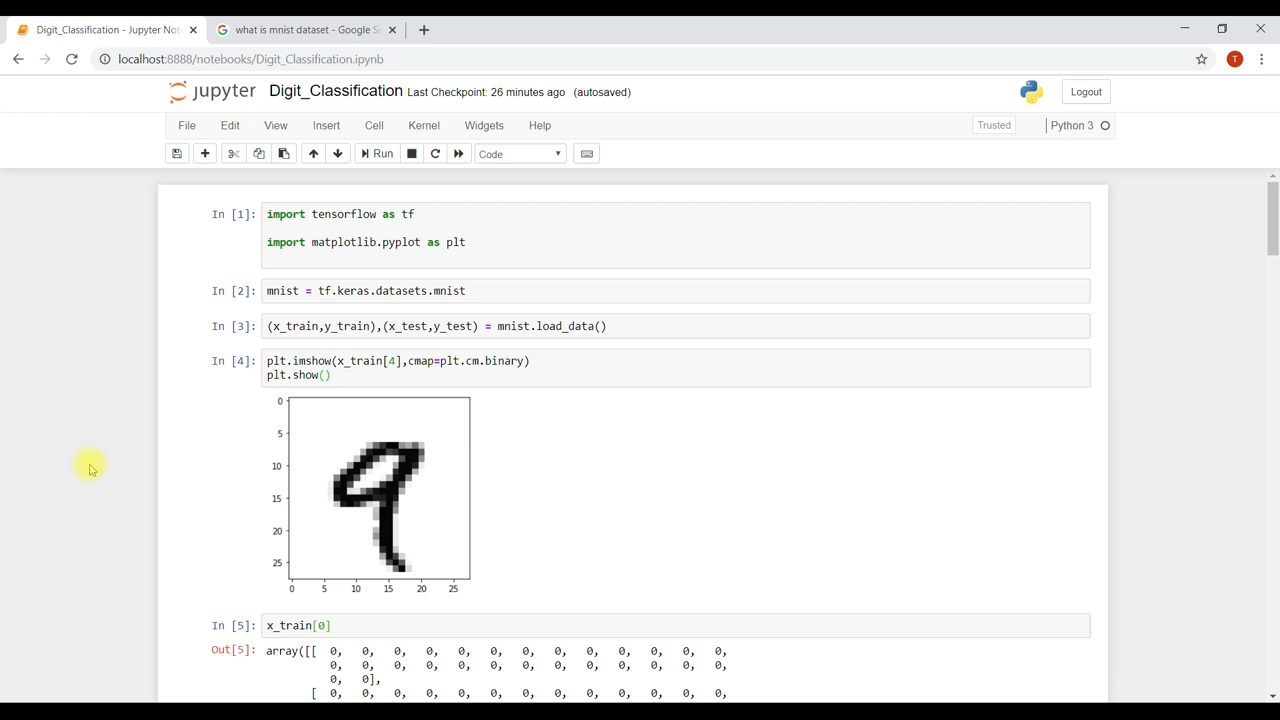 Digit_Classification - Jupyter Not
what is mnist dataset - Google Se
localhost:8888/notebooks/Digit_Classification.ipynb
T
jupyter Digit_Classification Last Checkpoint: 26 minutes ago (autosaved)
Logout
File Edit View Insert Cell Kernel Widgets Help Trusted Python 3
Run Code
In [1]: import tensorflow as tf
import matplotlib.pyplot as plt
In [2]: mnist = tf.keras.datasets.mnist
In [3]: (x_train,y_train),(x_test,y_test) = mnist.load_data()
In [4]: plt.imshow(x_train[4],cmap=plt.cm.binary)
plt.show()
0
5
10
15
20
25
0 5 10 15 20 25
In [5]: x_train[0]
Out[5]: array([[ 0, 0, 0, 0, 0, 0, 0, 0, 0, 0, 0, 0, 0,
0, 0, 0, 0, 0, 0, 0, 0, 0, 0, 0, 0, 0,
0, 0],
[ 0, 0, 0, 0, 0, 0, 0, 0, 0, 0, 0, 0, 0,